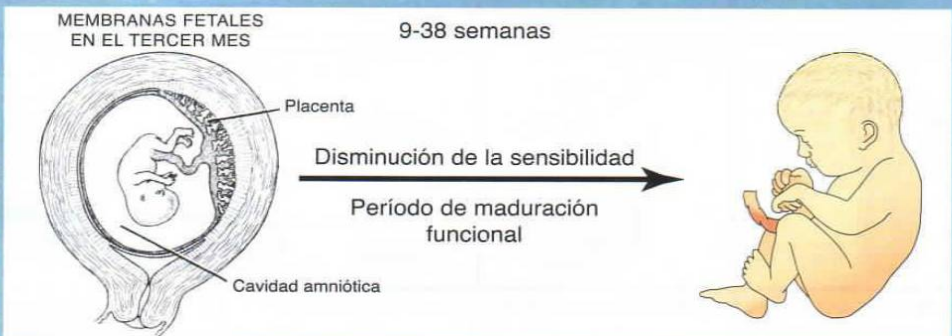 MEMBRANAS FETALES
EN EL TERCER MES
9-38 semanas
Placenta
Disminución de la sensibilidad
Período de maduración
funcional
Cavidad amniótica